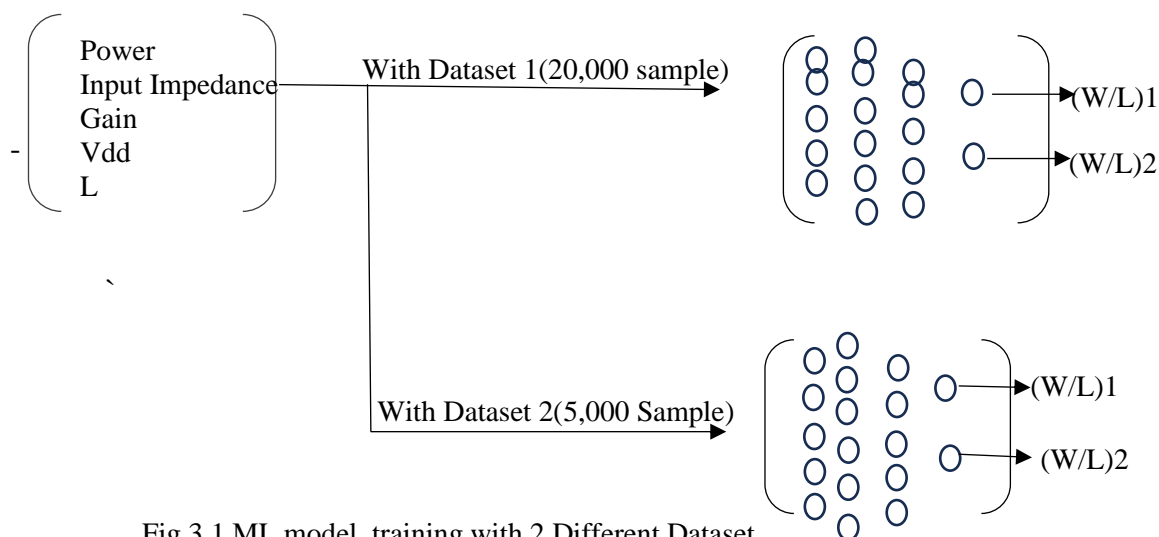 Power
Input Impedance
Gain
-
Vdd
L
`
With Dataset 1(20,000 sample)
(W/L)1
(W/L)2
With Dataset 2(5,000 Sample)
(W/L)1
(W/L)2
Fig 3.1 ML model training with 2 Different Dataset